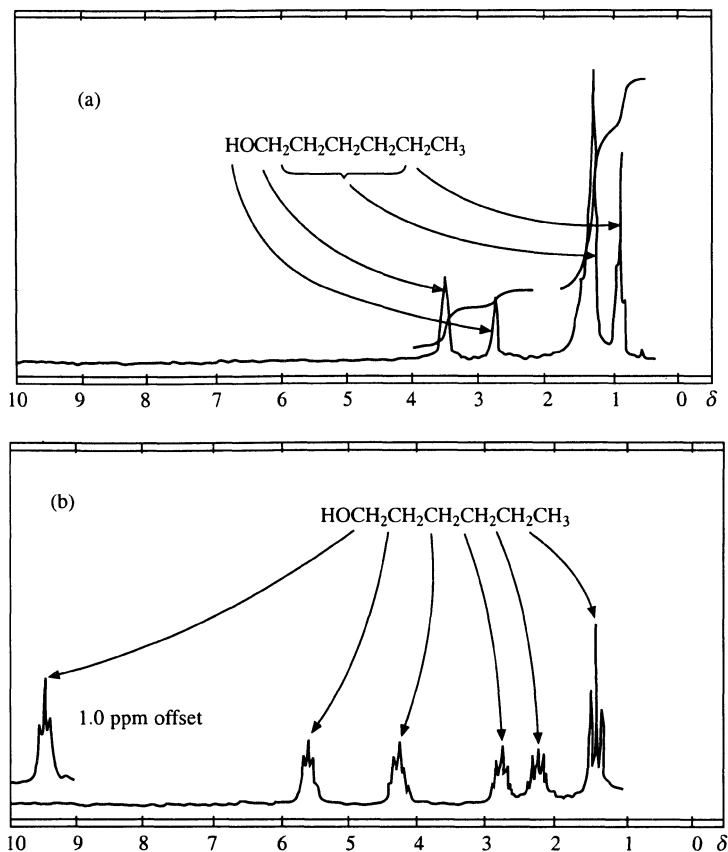 (a)
HOCH₂CH₂CH₂CH₂CH₂CH₃
10 9 8 7 6 5 4 3 2 1 0 δ
(b)
HOCH₂CH₂CH₂CH₂CH₂CH₃
1.0 ppm offset
10 9 8 7 6 5 4 3 2 1 0 δ